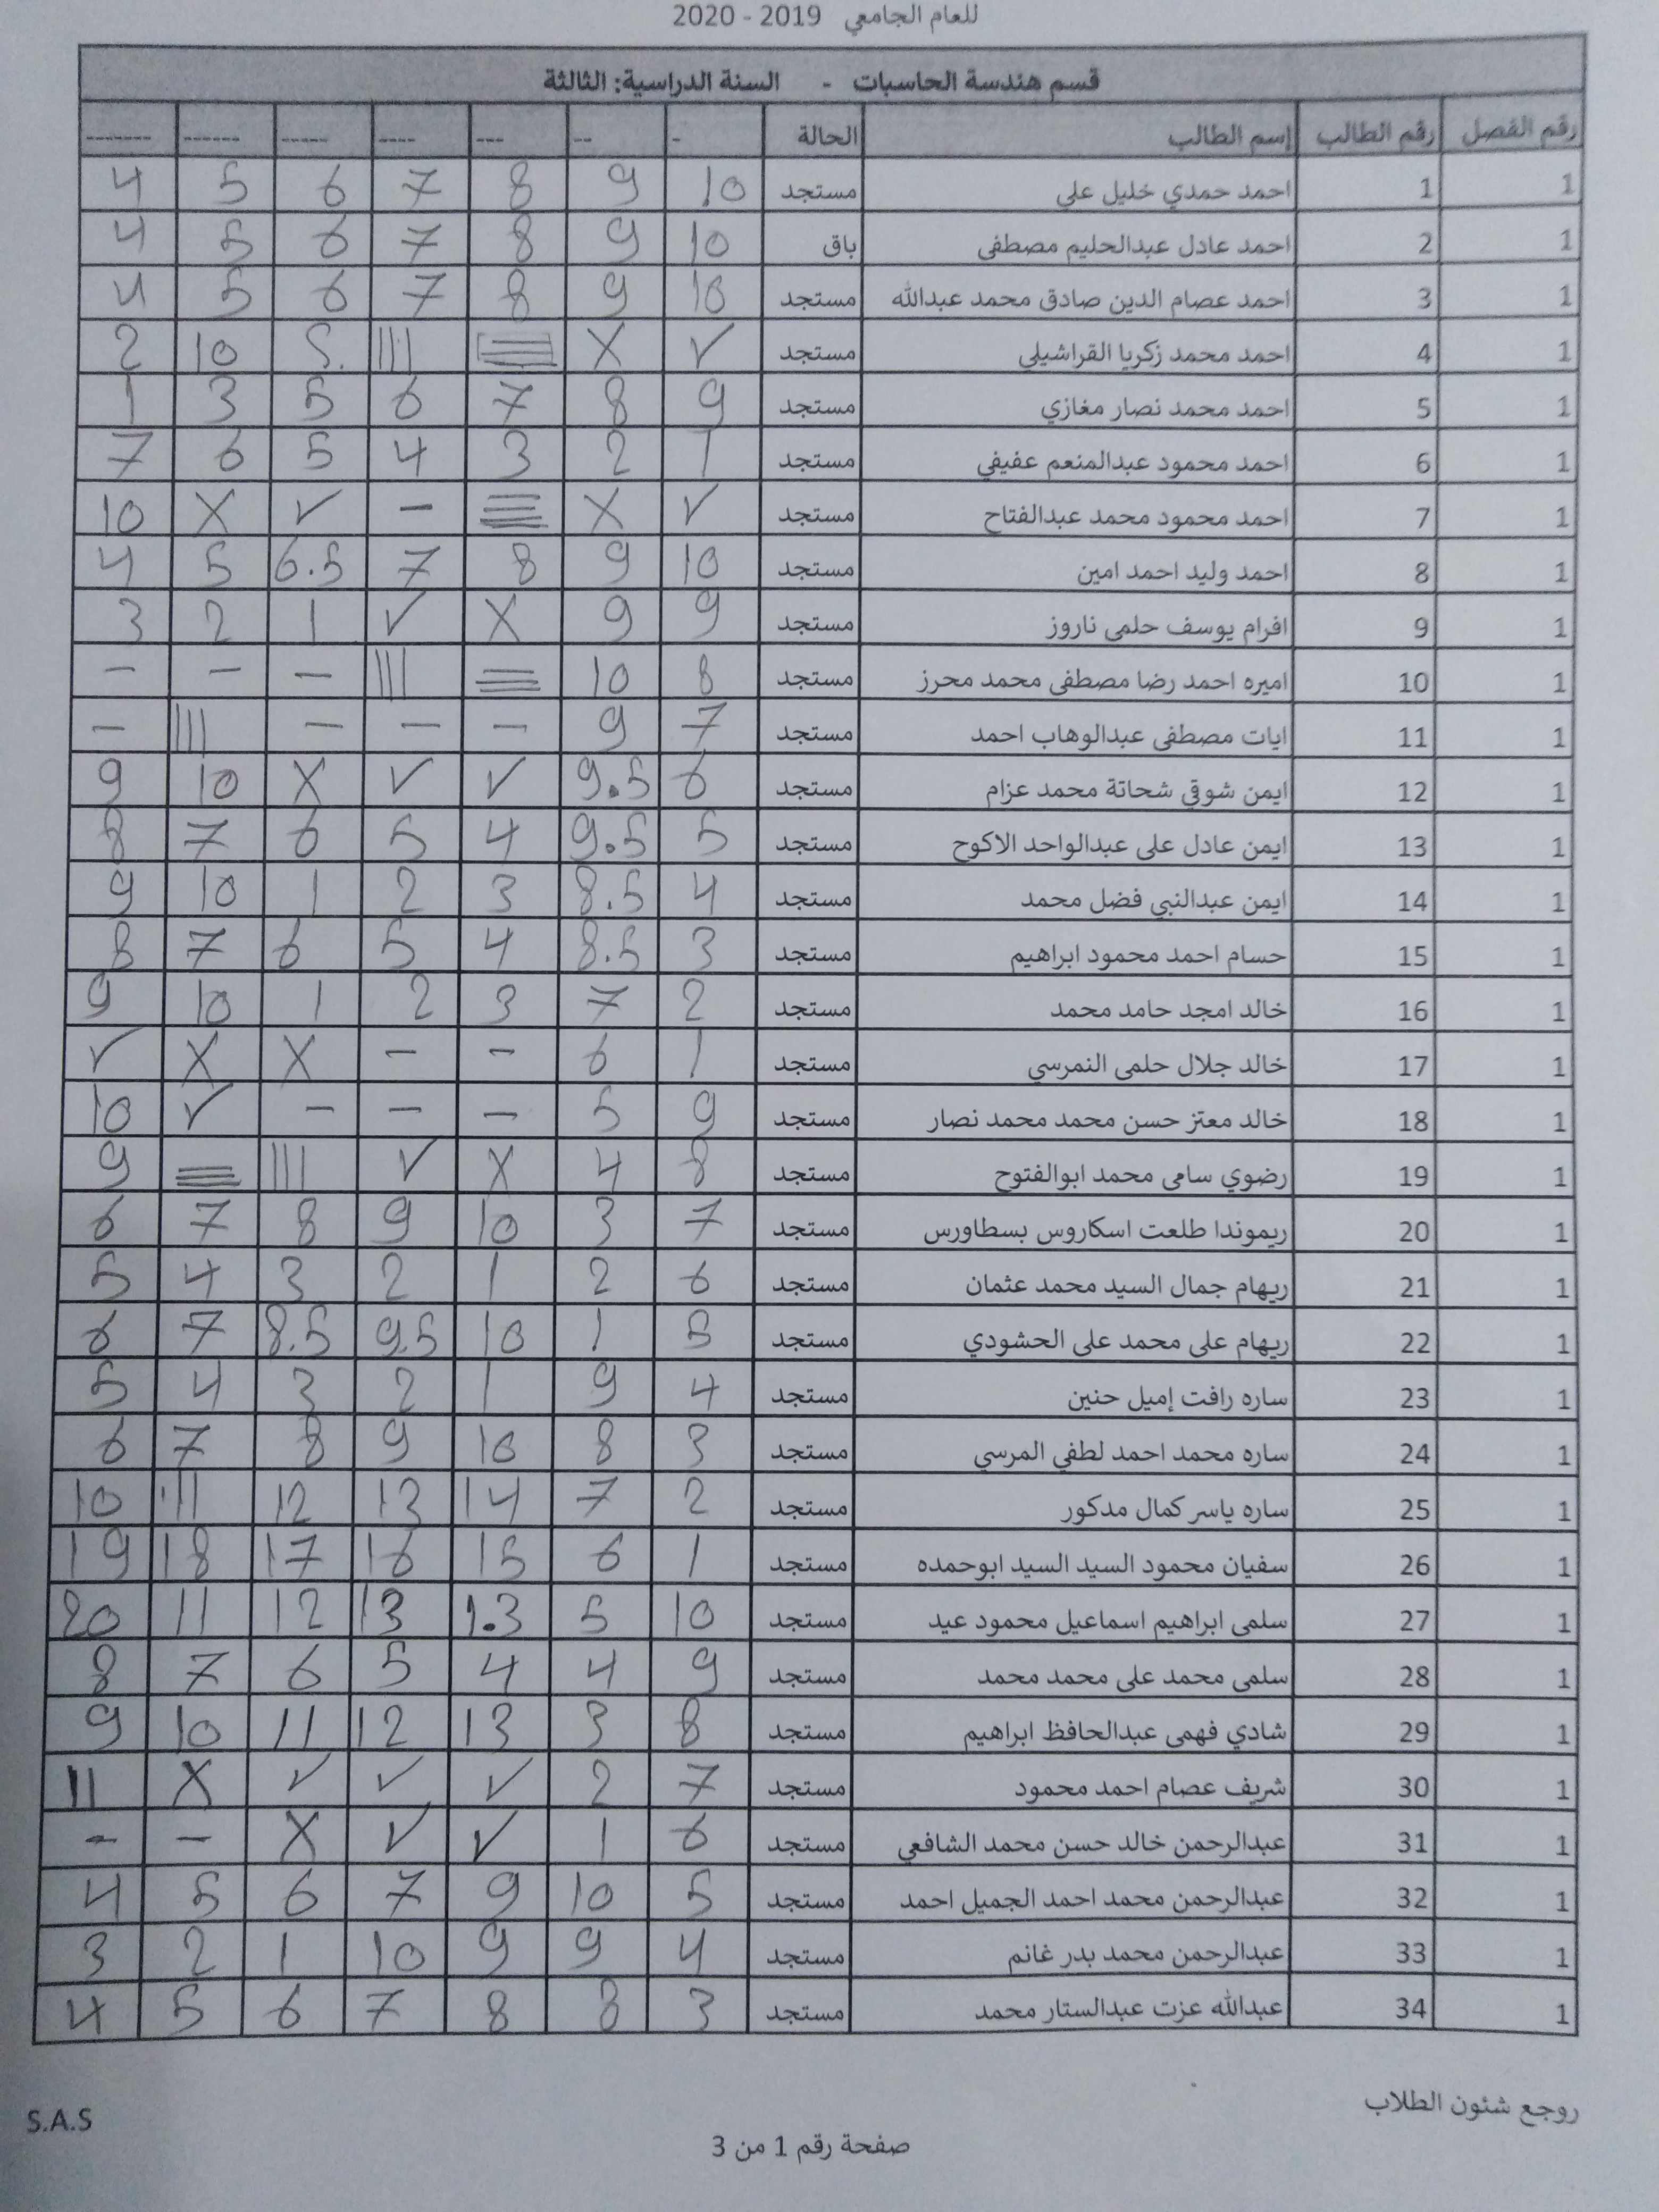 للعام الجامعي 2019 - 2020
قسم هندسة الحاسبات - السنة الدراسية: الثالثة
رقم الفصل رقم الطالب إسم الطالب الحالة - -- --- ---- ----- ------ -------
1 1 احمد حمدي خليل على مستجد 10 9 8 7 6 5 4
1 2 احمد عادل عبدالحليم مصطفى باق 10 9 8 7 6 5 4
1 3 احمد عصام الدين صادق محمد عبدالله مستجد 10 9 8 7 6 5 4
1 4 احمد محمد زكريا القراشيلي مستجد ✓ X ☰ ||| 5. 10 2
1 5 احمد محمد نصار مغازي مستجد 9 8 7 6 5 3 1
1 6 احمد محمود عبدالمنعم عفيفي مستجد 1 2 3 4 5 6 7
1 7 احمد محمود محمد عبدالفتاح مستجد ✓ X ☰ - ✓ X 10
1 8 احمد وليد احمد امين مستجد 10 9 8 7 6.5 5 4
1 9 افرام يوسف حلمى ناروز مستجد 9 9 X ✓ 1 2 3
1 10 اميره احمد رضا مصطفى محمد محرز مستجد 8 10 ☰ ||| - - -
1 11 ايات مصطفى عبدالوهاب احمد مستجد 7 9 - - - ||| -
1 12 ايمن شوقي شحاتة محمد عزام مستجد 6 9.5 ✓ ✓ X 10 9
1 13 ايمن عادل على عبدالواحد الاكوح مستجد 5 9.5 4 5 6 7 8
1 14 ايمن عبدالنبي فضل محمد مستجد 4 8.5 3 2 1 10 9
1 15 حسام احمد محمود ابراهيم مستجد 3 8.5 4 5 6 7 8
1 16 خالد امجد حامد محمد مستجد 2 7 3 2 1 10 9
1 17 خالد جلال حلمى النمرسي مستجد 1 6 - - X X ✓
1 18 خالد معتز حسن محمد محمد نصار مستجد 9 5 - - - ✓ 10
1 19 رضوي سامى محمد ابوالفتوح مستجد 8 4 X ✓ ||| ☰ 9
1 20 ريموندا طلعت اسكاروس بسطاورس مستجد 7 3 10 9 8 7 6
1 21 ريهام جمال السيد محمد عثمان مستجد 6 2 1 2 3 4 5
1 22 ريهام على محمد على الحشودي مستجد 5 1 10 9.5 8.5 7 6
1 23 ساره رافت إميل حنين مستجد 4 9 1 2 3 4 5
1 24 ساره محمد احمد لطفي المرسي مستجد 3 8 10 9 8 7 6
1 25 ساره ياسر كمال مدكور مستجد 2 7 14 13 12 11 10
1 26 سفيان محمود السيد السيد ابوحمده مستجد 1 6 15 16 17 18 19
1 27 سلمى ابراهيم اسماعيل محمود عيد مستجد 10 5 1.3 13 12 11 20
1 28 سلمى محمد على محمد محمد مستجد 9 4 4 5 6 7 8
1 29 شادي فهمى عبدالحافظ ابراهيم مستجد 8 3 13 12 11 10 9
1 30 شريف عصام احمد محمود مستجد 7 2 ✓ ✓ ✓ X 11
1 31 عبدالرحمن خالد حسن محمد الشافعي مستجد 6 1 ✓ ✓ X - -
1 32 عبدالرحمن محمد احمد الجميل احمد مستجد 5 10 9 7 6 5 4
1 33 عبدالرحمن محمد بدر غانم مستجد 4 9 9 10 1 2 3
1 34 عبدالله عزت عبدالستار محمد مستجد 3 8 8 7 6 5 4
روجع شئون الطلاب
S.A.S
صفحة رقم 1 من 3